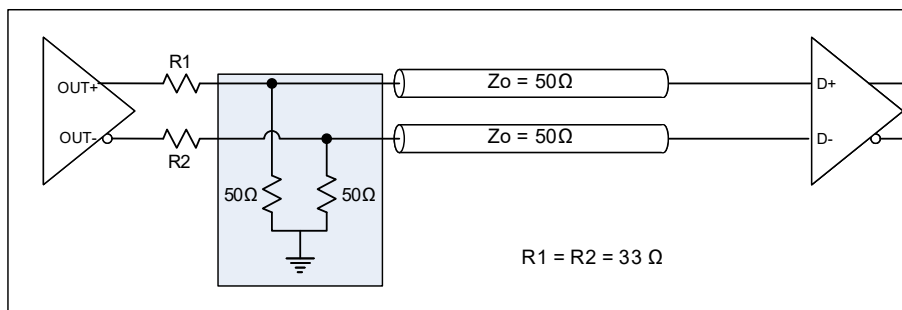 R1
OUT+
Zo = 50Ω
D+
OUT-
Zo = 50Ω
D-
R2
50Ω
50Ω
R1 = R2 = 33 Ω